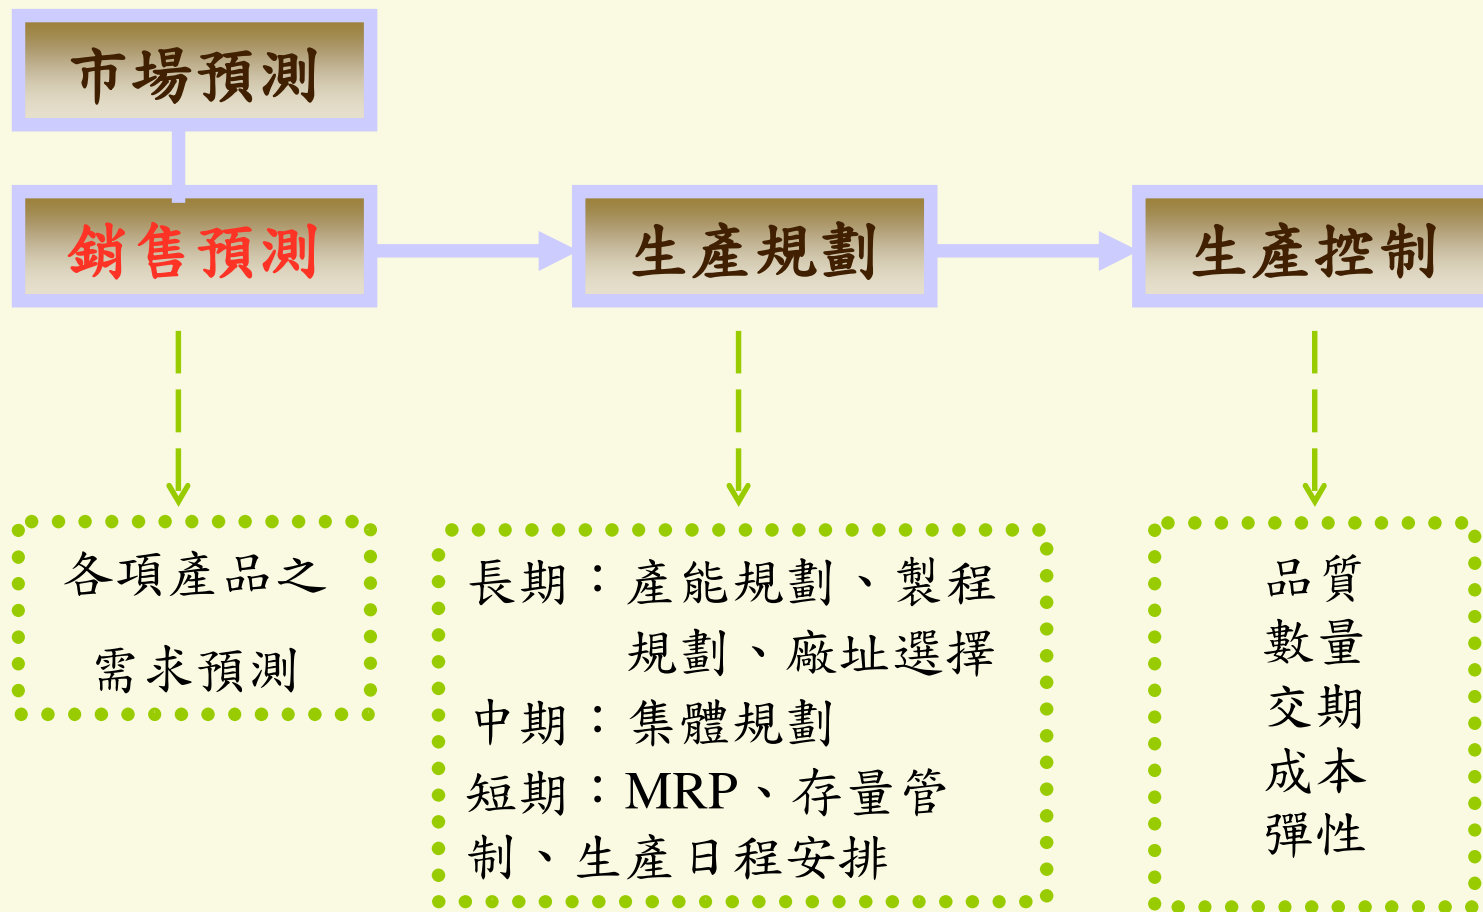 市場預測
銷售預測
生產規劃
生產控制
各項產品之
需求預測
長期：產能規劃、製程
規劃、廠址選擇
中期：集體規劃
短期：MRP、存量管
制、生產日程安排
品質
數量
交期
成本
彈性